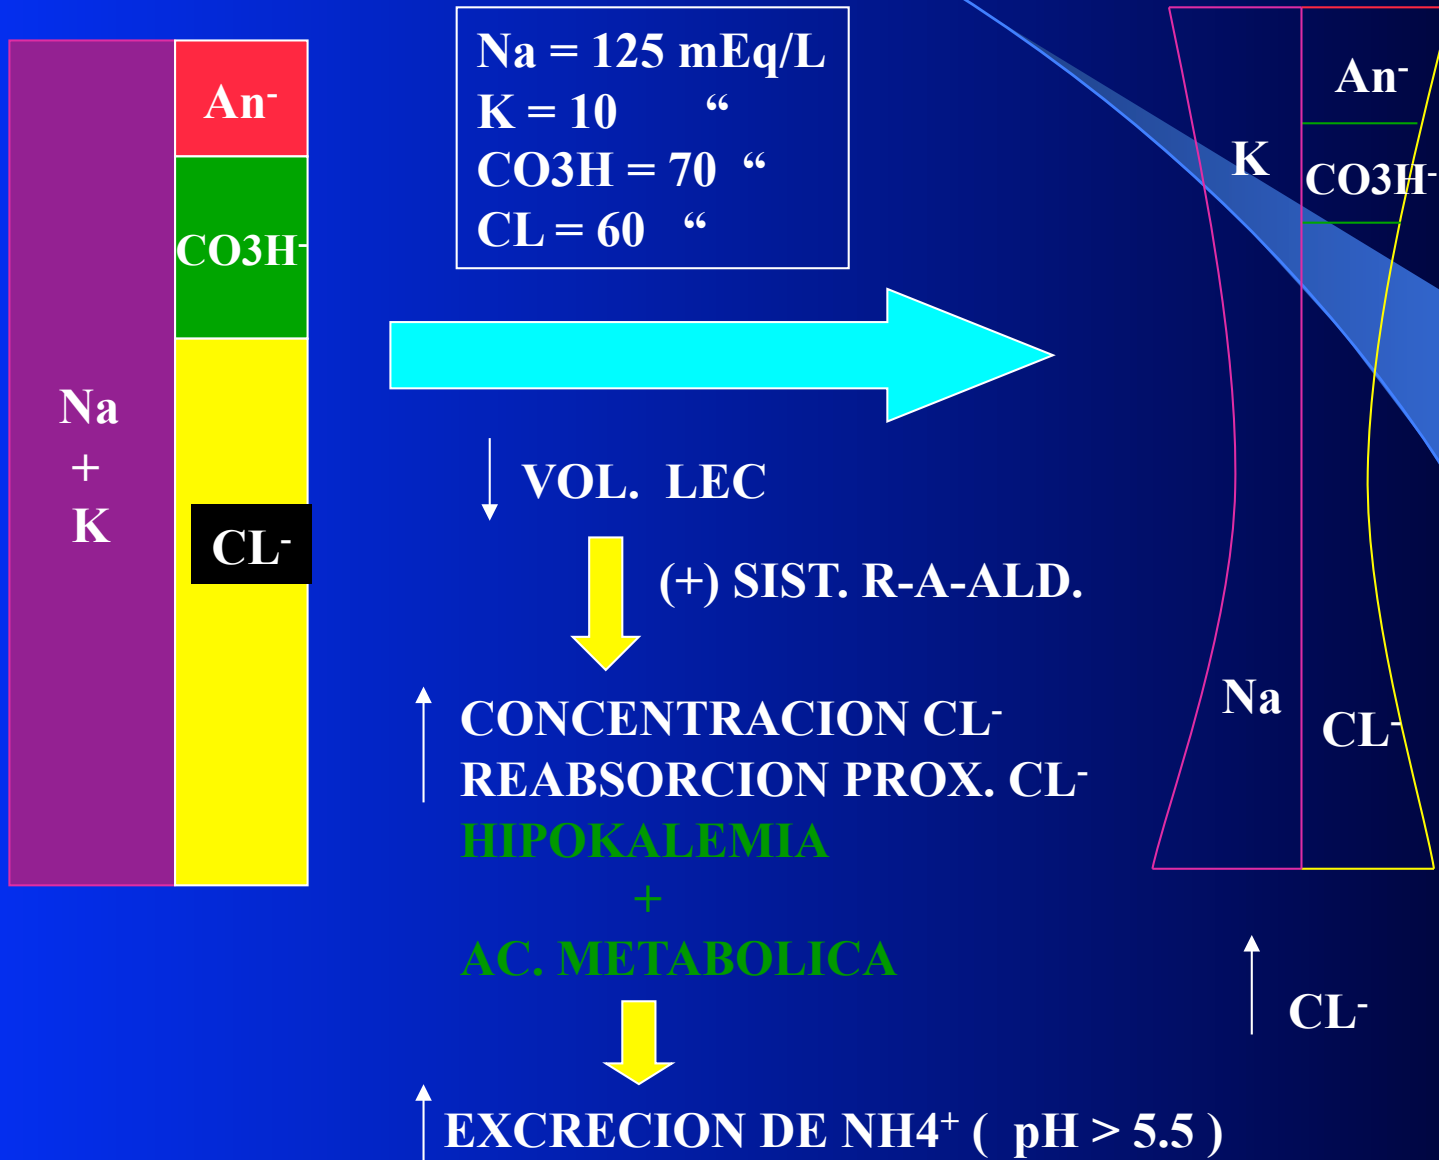 An⁻
CO3H⁻
Na
+
K
CL⁻
Na = 125 mEq/L
K = 10 “
CO3H = 70 “
CL = 60 “
VOL. LEC
(+) SIST. R-A-ALD.
CONCENTRACION CL⁻
REABSORCION PROX. CL⁻
HIPOKALEMIA
+
AC. METABOLICA
EXCRECION DE NH4⁺ ( pH > 5.5 )
An⁻
K
CO3H⁻
Na
CL⁻
CL⁻